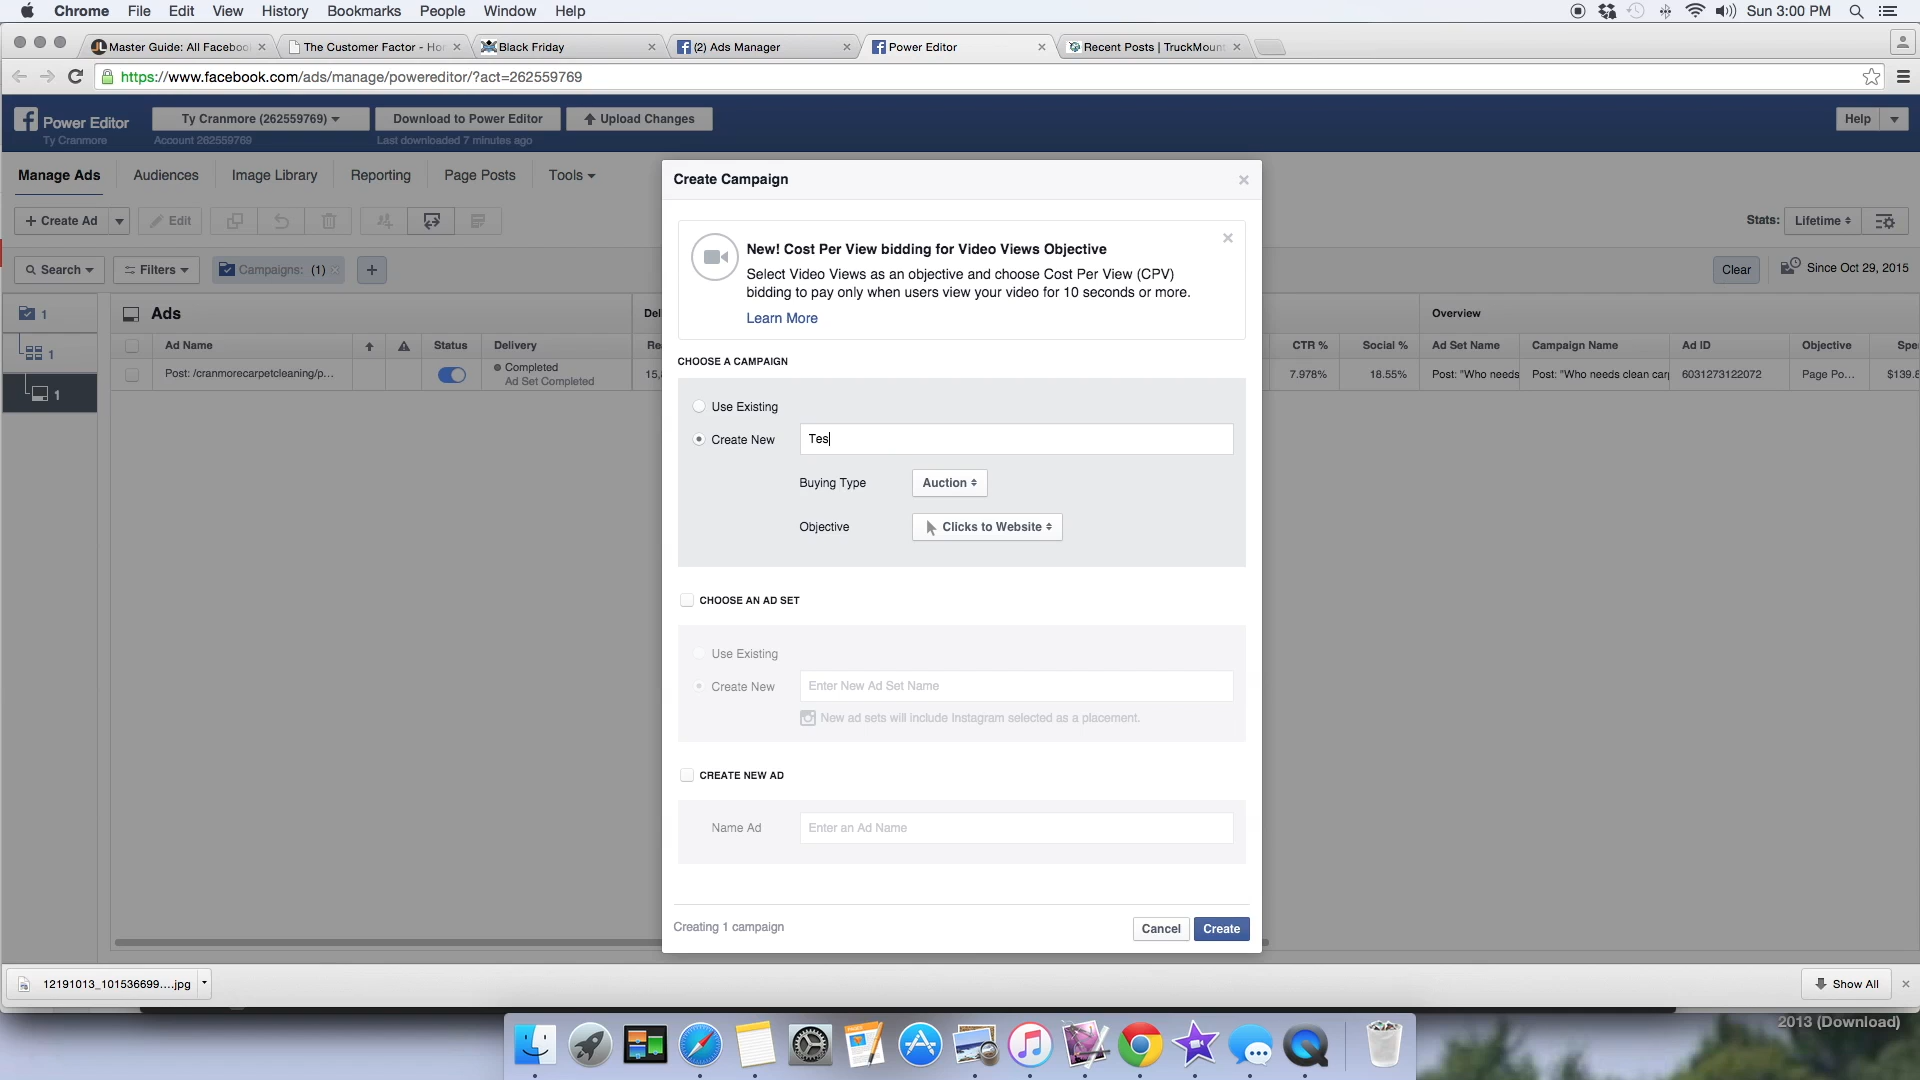 Chrome File Edit View History Bookmarks People Window Help Sun 3:00 PM
Master Guide: All Faceboo The Customer Factor - Ho Black Friday (2) Ads Manager Power Editor Recent Posts | TruckMount
https://www.facebook.com/ads/manage/powereditor/?act=262559769
Power Editor Ty Cranmore (262559769) Download to Power Editor Upload Changes Help
Ty Cranmore Account 262559769 Last downloaded 7 minutes ago
Manage Ads Audiences Image Library Reporting Page Posts Tools
Create Campaign
+ Create Ad Edit Stats: Lifetime
New! Cost Per View bidding for Video Views Objective
Select Video Views as an objective and choose Cost Per View (CPV)
bidding to pay only when users view your video for 10 seconds or more.
Learn More
Search Filters Campaigns: (1) + Clear Since Oct 29, 2015
1 Ads Del Overview
1 Ad Name Status Delivery Re CTR % Social % Ad Set Name Campaign Name Ad ID Objective Spe
1 Post: /cranmorecarpetcleaning/p... Completed 15, 7.978% 18.55% Post: "Who needs Post: "Who needs clean car 6031273122072 Page Po... $139.8
Ad Set Completed
CHOOSE A CAMPAIGN
Use Existing
Create New Tes
Buying Type Auction
Objective Clicks to Website
CHOOSE AN AD SET
Use Existing
Create New Enter New Ad Set Name
New ad sets will include Instagram selected as a placement.
CREATE NEW AD
Name Ad Enter an Ad Name
Creating 1 campaign Cancel Create
12191013_101536699....jpg Show All
2013 (Download)